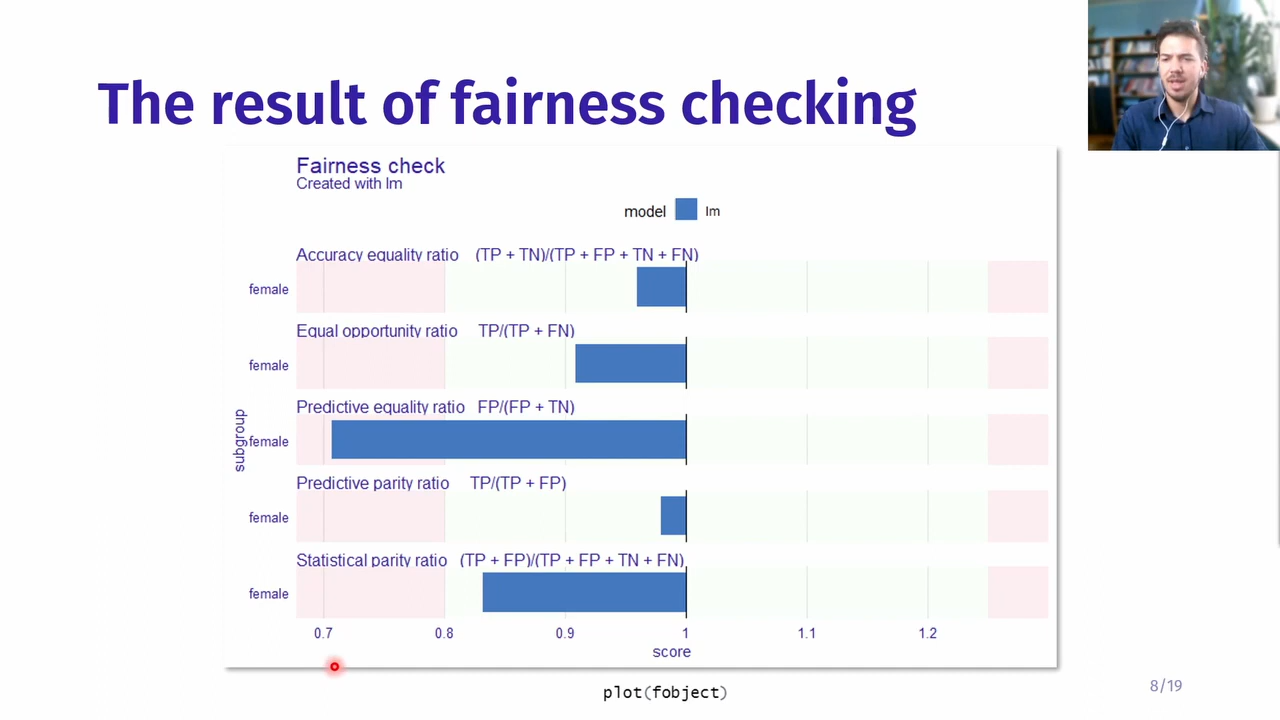 The result of fairness checking
Fairness check
Created with lm
model lm
Accuracy equality ratio (TP + TN)/(TP + FP + TN + FN)
female
Equal opportunity ratio TP/(TP + FN)
female
Predictive equality ratio FP/(FP + TN)
female
Predictive parity ratio TP/(TP + FP)
female
Statistical parity ratio (TP + FP)/(TP + FP + TN + FN)
female
subgroup
0.7 0.8 0.9 1 1.1 1.2
score
plot(fobject)
8/19